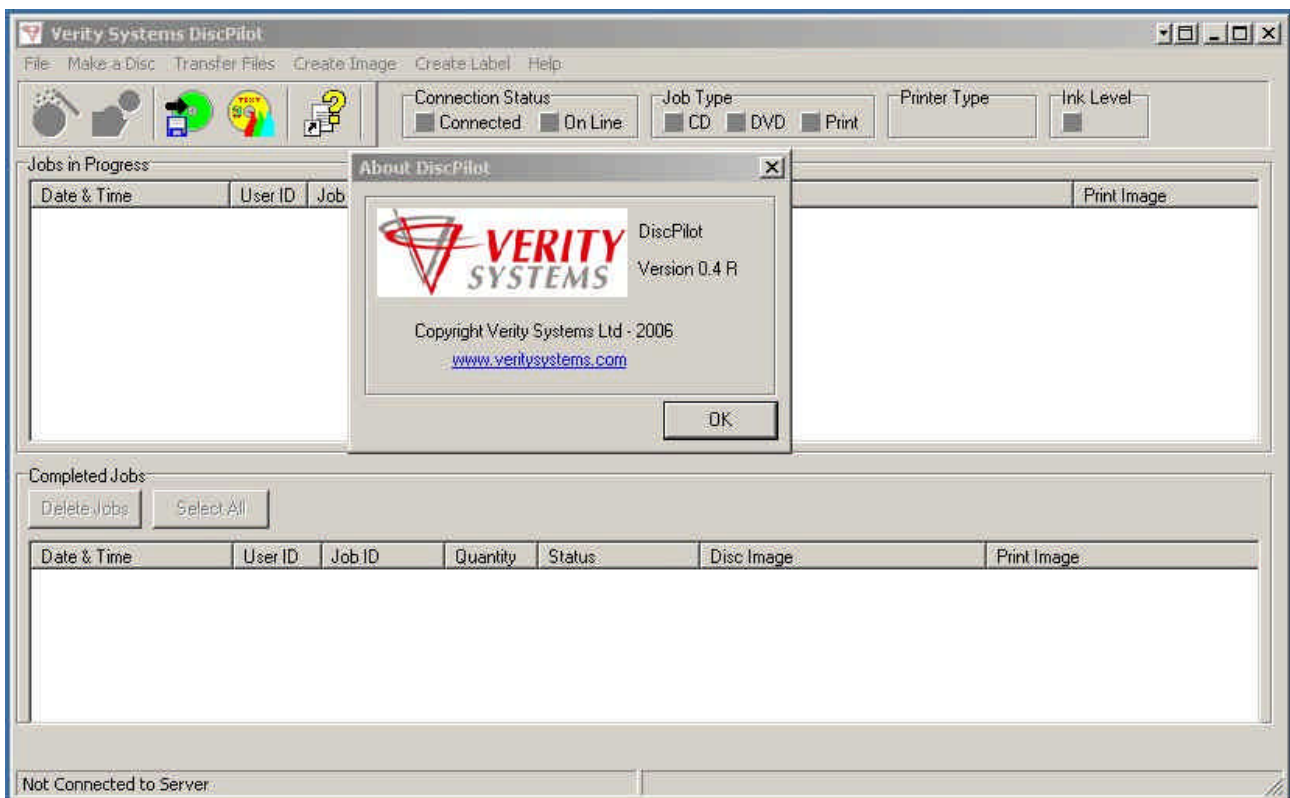 Verity Systems DiscPilot
File Make a Disc Transfer Files Create Image Create Label Help
TEXT
Connection Status
Connected On Line
Job Type
CD DVD Print
Printer Type
Ink Level
Jobs in Progress
Date & Time User ID Job Print Image
About DiscPilot
VERITY
SYSTEMS
DiscPilot
Version 0.4 R
Copyright Verity Systems Ltd - 2006
www.veritysystems.com
OK
Completed Jobs
Delete Jobs Select All
Date & Time User ID Job ID Quantity Status Disc Image Print Image
Not Connected to Server